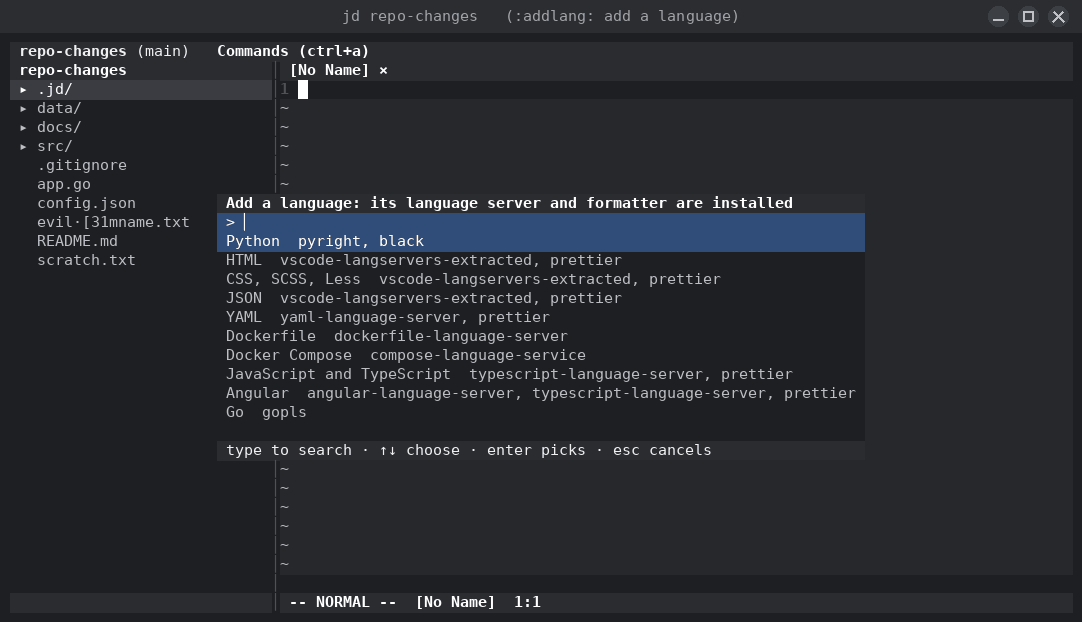 jd repo-changes (:addlang: add a language)
repo-changes (main) Commands (ctrl+a)
repo-changes
[No Name] ×
▸ .jd/
1
▸ data/
~
▸ docs/
~
▸ src/
~
.gitignore
~
app.go
~
config.json
evil·[31mname.txt
README.md
scratch.txt
Add a language: its language server and formatter are installed
>
Python pyright, black
HTML vscode-langservers-extracted, prettier
CSS, SCSS, Less vscode-langservers-extracted, prettier
JSON vscode-langservers-extracted, prettier
YAML yaml-language-server, prettier
Dockerfile dockerfile-language-server
Docker Compose compose-language-service
JavaScript and TypeScript typescript-language-server, prettier
Angular angular-language-server, typescript-language-server, prettier
Go gopls
type to search · ↑↓ choose · enter picks · esc cancels
~
~
~
~
~
~
-- NORMAL -- [No Name] 1:1